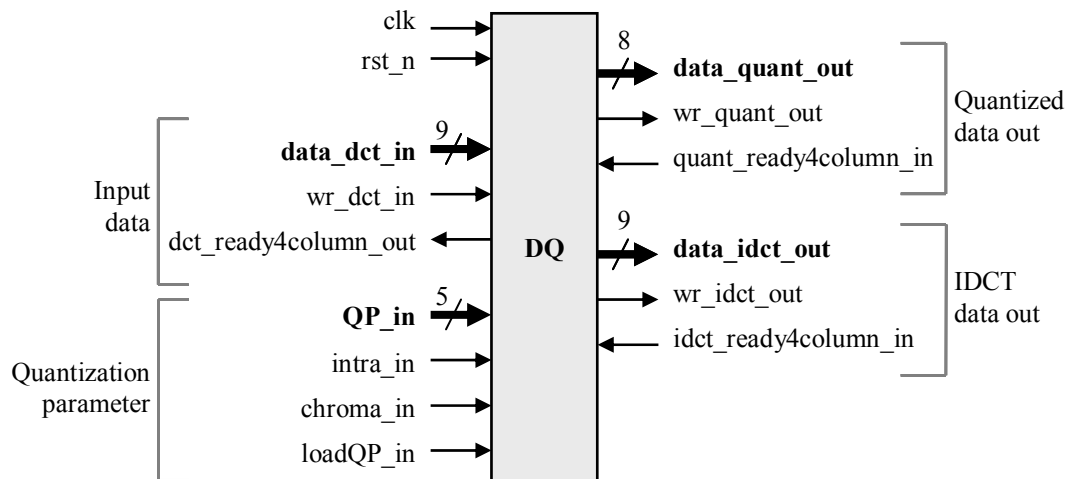 clk
rst_n
Input
data
9
data_dct_in
wr_dct_in
dct_ready4column_out
Quantization
parameter
5
QP_in
intra_in
chroma_in
loadQP_in
DQ
8
data_quant_out
wr_quant_out
quant_ready4column_in
Quantized
data out
9
data_idct_out
wr_idct_out
idct_ready4column_in
IDCT
data out